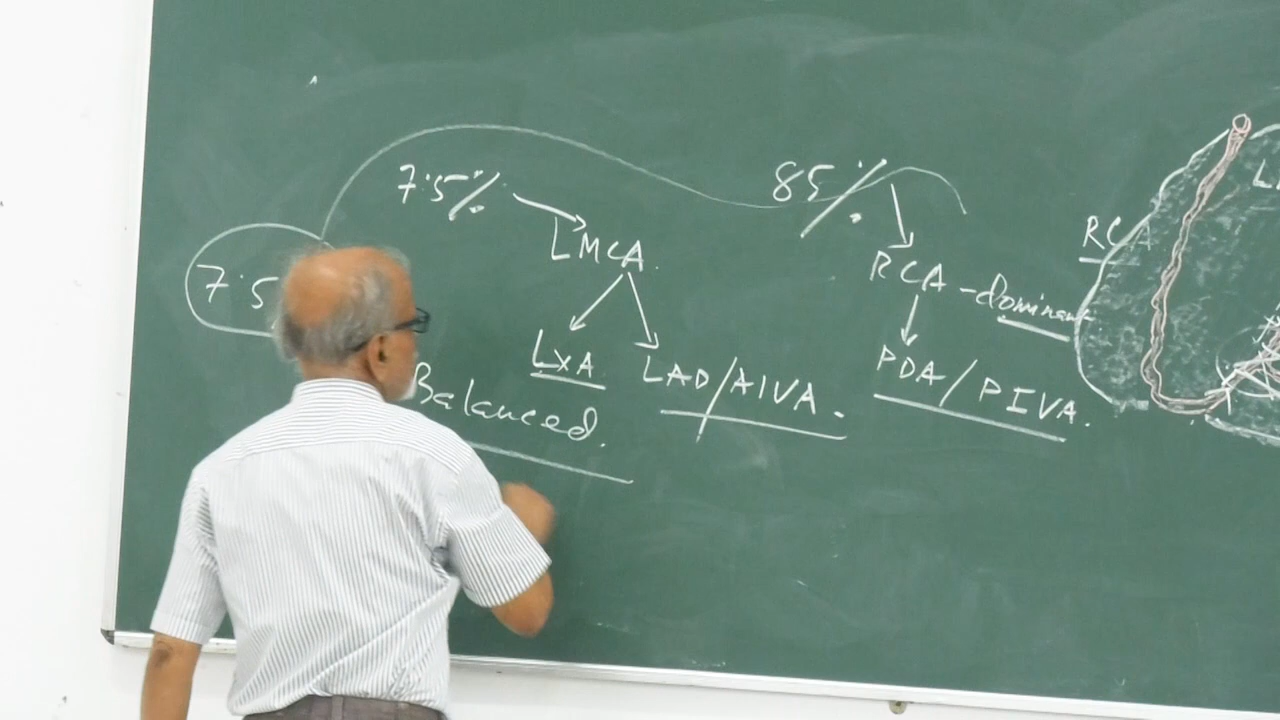 7.5%
LMCA.
LXA
LAD/AIVA.
85%
RCA - dominant
PDA/PIVA.
7.5
Balanced.
RCA